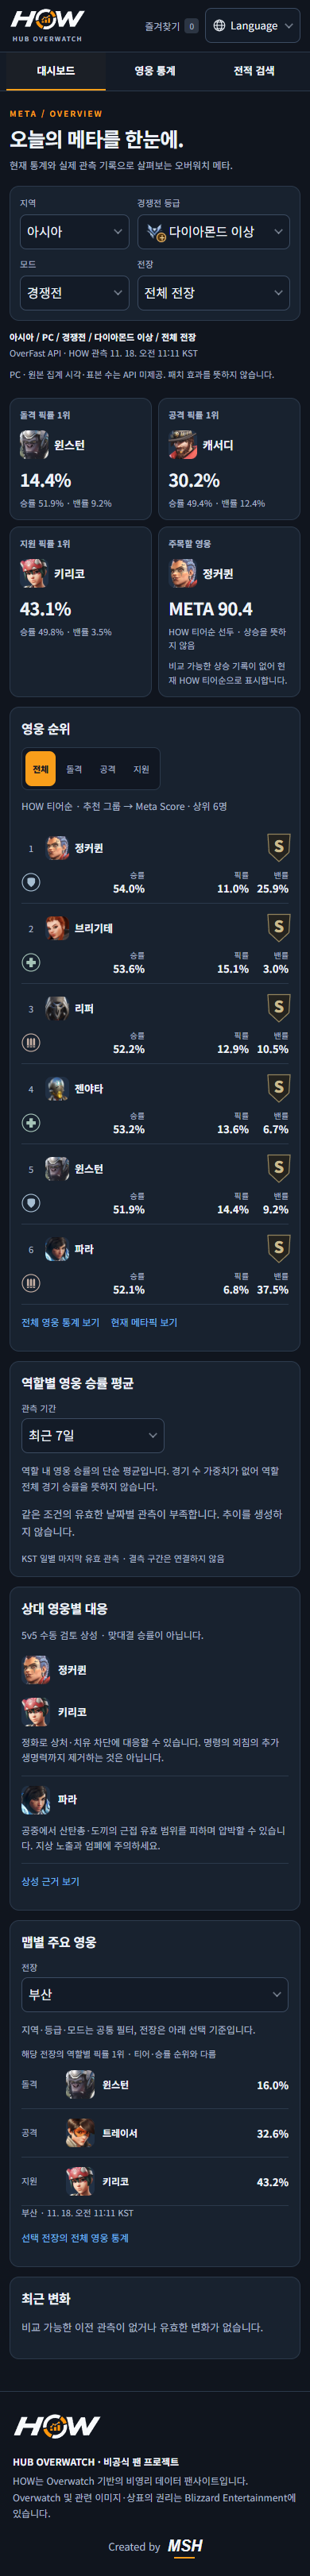 HOW
HUB OVERWATCH
즐겨찾기 0
Language
대시보드 영웅 통계 전적 검색
META / OVERVIEW
오늘의 메타를 한눈에.
현재 통계와 실제 관측 기록으로 살펴보는 오버워치 메타.
지역 경쟁전 등급
아시아 다이아몬드 이상
모드 전장
경쟁전 전체 전장
아시아 / PC / 경쟁전 / 다이아몬드 이상 / 전체 전장
OverFast API · HOW 관측 11. 18. 오전 11:11 KST
PC · 원본 집계 시각·표본 수는 API 미제공. 패치 효과를 뜻하지 않습니다.
돌격 픽률 1위
윈스턴
14.4%
승률 51.9% · 밴률 9.2%
공격 픽률 1위
캐서디
30.2%
승률 49.4% · 밴률 12.4%
지원 픽률 1위
키리코
43.1%
승률 49.8% · 밴률 3.5%
주목할 영웅
정커퀸
META 90.4
HOW 티어순 선두 · 상승을 뜻하
지 않음
비교 가능한 상승 기록이 없어 현
재 HOW 티어순으로 표시합니다.
영웅 순위
전체 돌격 공격 지원
HOW 티어순 · 추천 그룹 → Meta Score · 상위 6명
1 정커퀸 S
승률 픽률 밴률
54.0% 11.0% 25.9%
2 브리기테 S
승률 픽률 밴률
53.6% 15.1% 3.0%
3 리퍼 S
승률 픽률 밴률
52.2% 12.9% 10.5%
4 젠야타 S
승률 픽률 밴률
53.2% 13.6% 6.7%
5 윈스턴 S
승률 픽률 밴률
51.9% 14.4% 9.2%
6 파라 S
승률 픽률 밴률
52.1% 6.8% 37.5%
전체 영웅 통계 보기 현재 메타픽 보기
역할별 영웅 승률 평균
관측 기간
최근 7일
역할 내 영웅 승률의 단순 평균입니다. 경기 수 가중치가 없어 역할
전체 경기 승률을 뜻하지 않습니다.
같은 조건의 유효한 날짜별 관측이 부족합니다. 추이를 생성하
지 않습니다.
KST 일별 마지막 유효 관측 · 결측 구간은 연결하지 않음
상대 영웅별 대응
5v5 수동 검토 상성 · 맞대결 승률이 아닙니다.
정커퀸
키리코
정화로 상처·치유 차단에 대응할 수 있습니다. 명령의 외침의 추가
생명력까지 제거하는 것은 아닙니다.
파라
공중에서 산탄총·도끼의 근접 유효 범위를 피하며 압박할 수 있습니
다. 지상 노출과 엄폐에 주의하세요.
상성 근거 보기
맵별 주요 영웅
전장
부산
지역·등급·모드는 공통 필터, 전장은 아래 선택 기준입니다.
해당 전장의 역할별 픽률 1위 · 티어·승률 순위와 다름
돌격 윈스턴 16.0%
공격 트레이서 32.6%
지원 키리코 43.2%
부산 · 11. 18. 오전 11:11 KST
선택 전장의 전체 영웅 통계
최근 변화
비교 가능한 이전 관측이 없거나 유효한 변화가 없습니다.
HOW
HUB OVERWATCH · 비공식 팬 프로젝트
HOW는 Overwatch 기반의 비영리 데이터 팬사이트입니다.
Overwatch 및 관련 이미지·상표의 권리는 Blizzard Entertainment에
있습니다.
Created by MSH